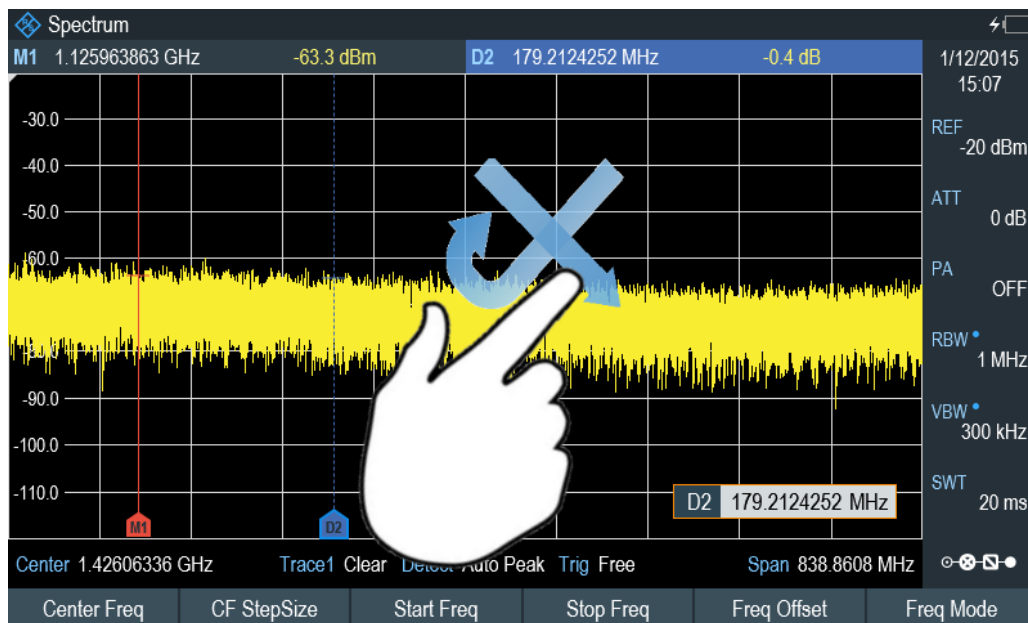 Spectrum
M1 1.125963863 GHz -63.3 dBm D2 179.2124252 MHz -0.4 dB
1/12/2015
15:07
-30.0
-40.0
-50.0
-60.0
-80.0
-90.0
-100.0
-110.0
REF
-20 dBm
ATT
0 dB
PA
OFF
RBW
1 MHz
VBW
300 kHz
SWT
20 ms
M1
D2
D2 179.2124252 MHz
Center 1.42606336 GHz Trace1 Clear Detect Auto Peak Trig Free Span 838.8608 MHz
Center Freq CF StepSize Start Freq Stop Freq Freq Offset Freq Mode